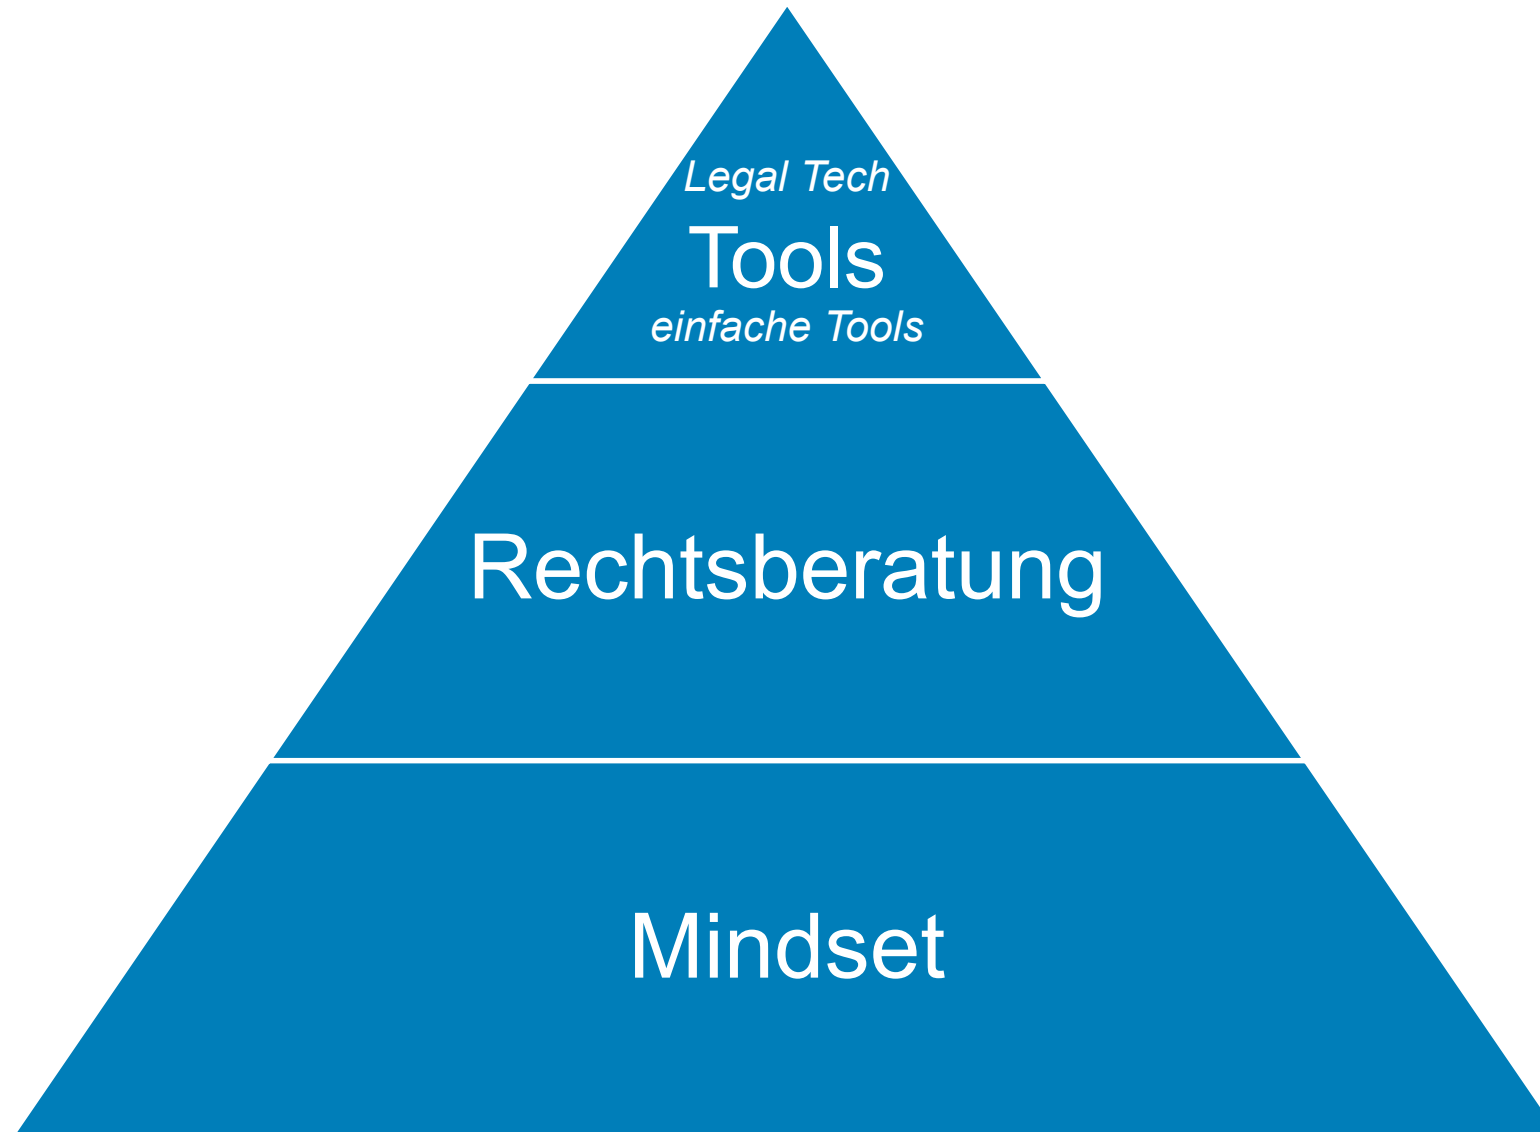 Legal Tech
Tools
einfache Tools
Rechtsberatung
Mindset